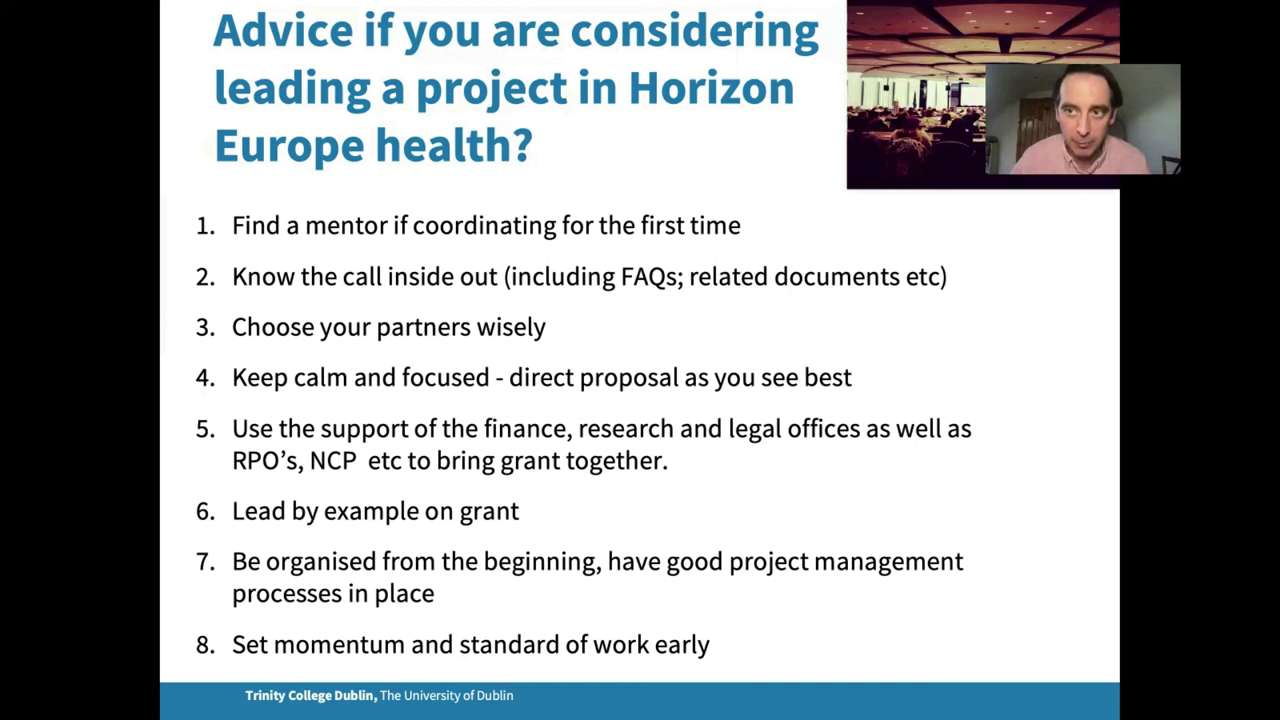 Advice if you are considering
leading a project in Horizon
Europe health?
1. Find a mentor if coordinating for the first time
2. Know the call inside out (including FAQs; related documents etc)
3. Choose your partners wisely
4. Keep calm and focused - direct proposal as you see best
5. Use the support of the finance, research and legal offices as well as
RPO’s, NCP etc to bring grant together.
6. Lead by example on grant
7. Be organised from the beginning, have good project management
processes in place
8. Set momentum and standard of work early
Trinity College Dublin, The University of Dublin